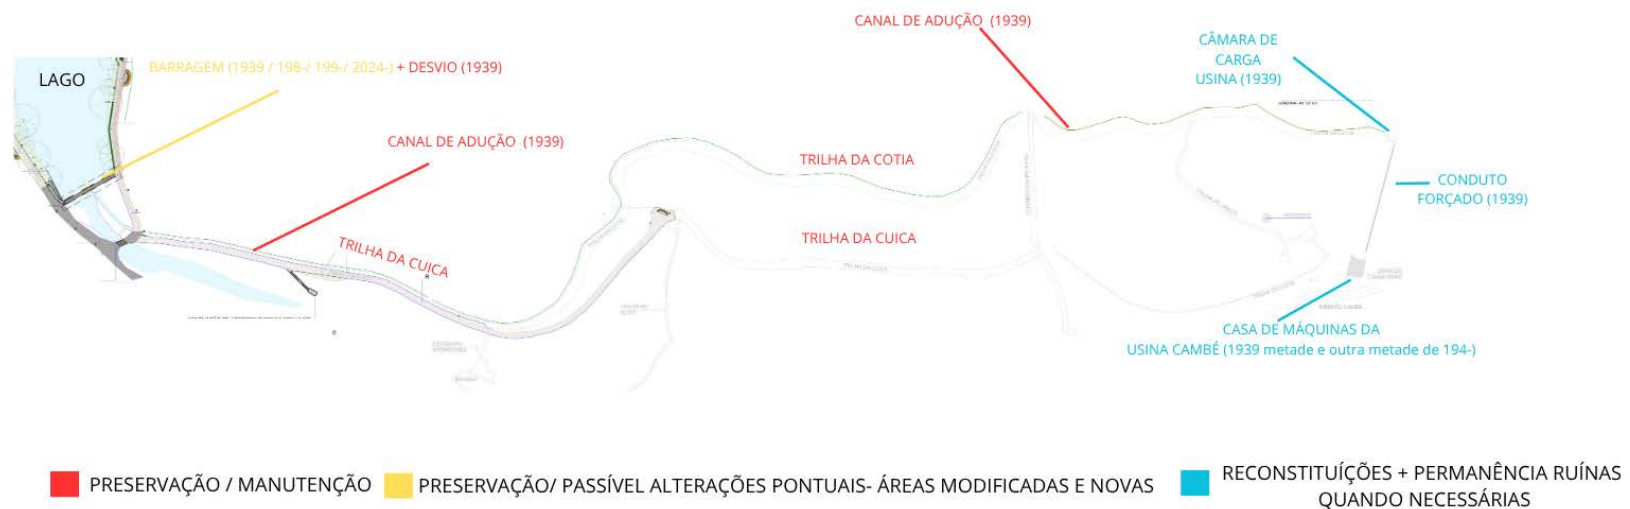 CANAL DE ADUÇÃO (1939)
CÂMARA DE
CARGA
USINA (1939)
LAGO
BARRAGEM (1939 / 198-/ 199-/ 2024-) + DESVIO (1939)
CANAL DE ADUÇÃO (1939)
TRILHA DA COTIA
CONDUTO
FORÇADO (1939)
TRILHA DA CUICA
TRILHA DA CUICA
CASA DE MÁQUINAS DA
USINA CAMBÉ (1939 metade e outra metade de 194-)
PRESERVAÇÃO / MANUTENÇÃO
PRESERVAÇÃO/ PASSÍVEL ALTERAÇÕES PONTUAIS- ÁREAS MODIFICADAS E NOVAS
RECONSTITUÍÇÕES + PERMANÊNCIA RUÍNAS
QUANDO NECESSÁRIAS